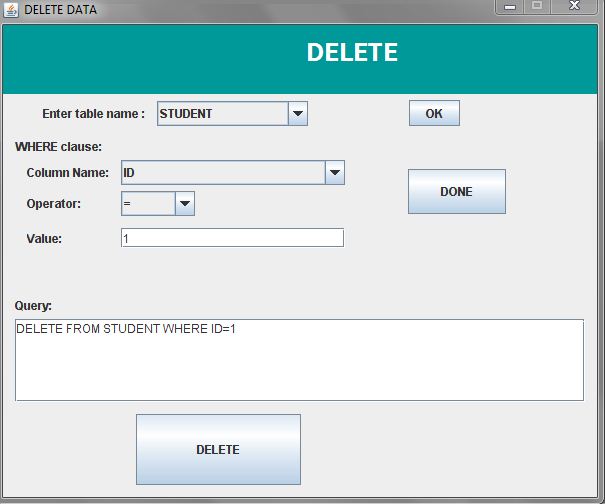 DELETE DATA
DELETE
Enter table name : STUDENT OK
WHERE clause:
Column Name: ID
DONE
Operator: =
Value: 1
Query:
DELETE FROM STUDENT WHERE ID=1
DELETE